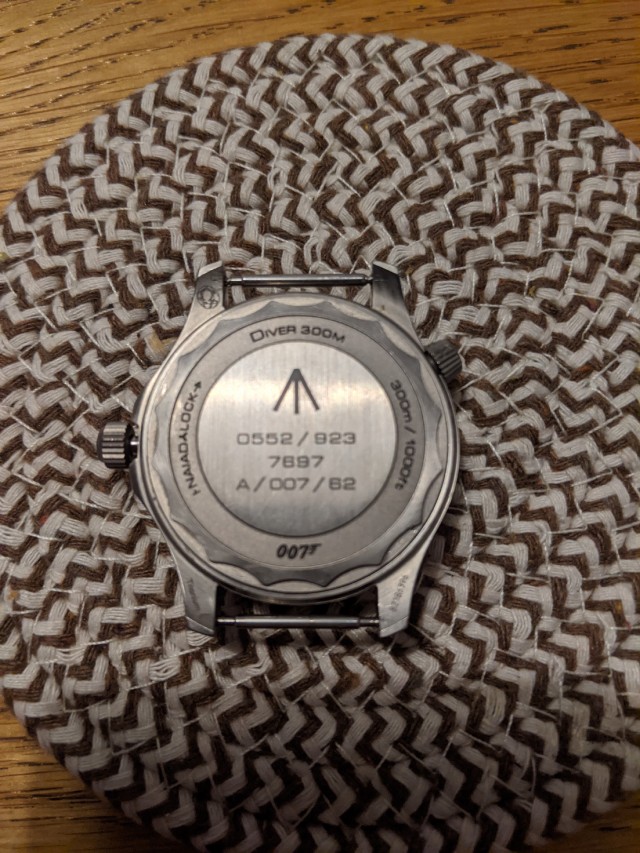 DIVER 300M
300m / 1000ft
NAIADALOCK
0552 / 923
7697
A / 007 / 62
007